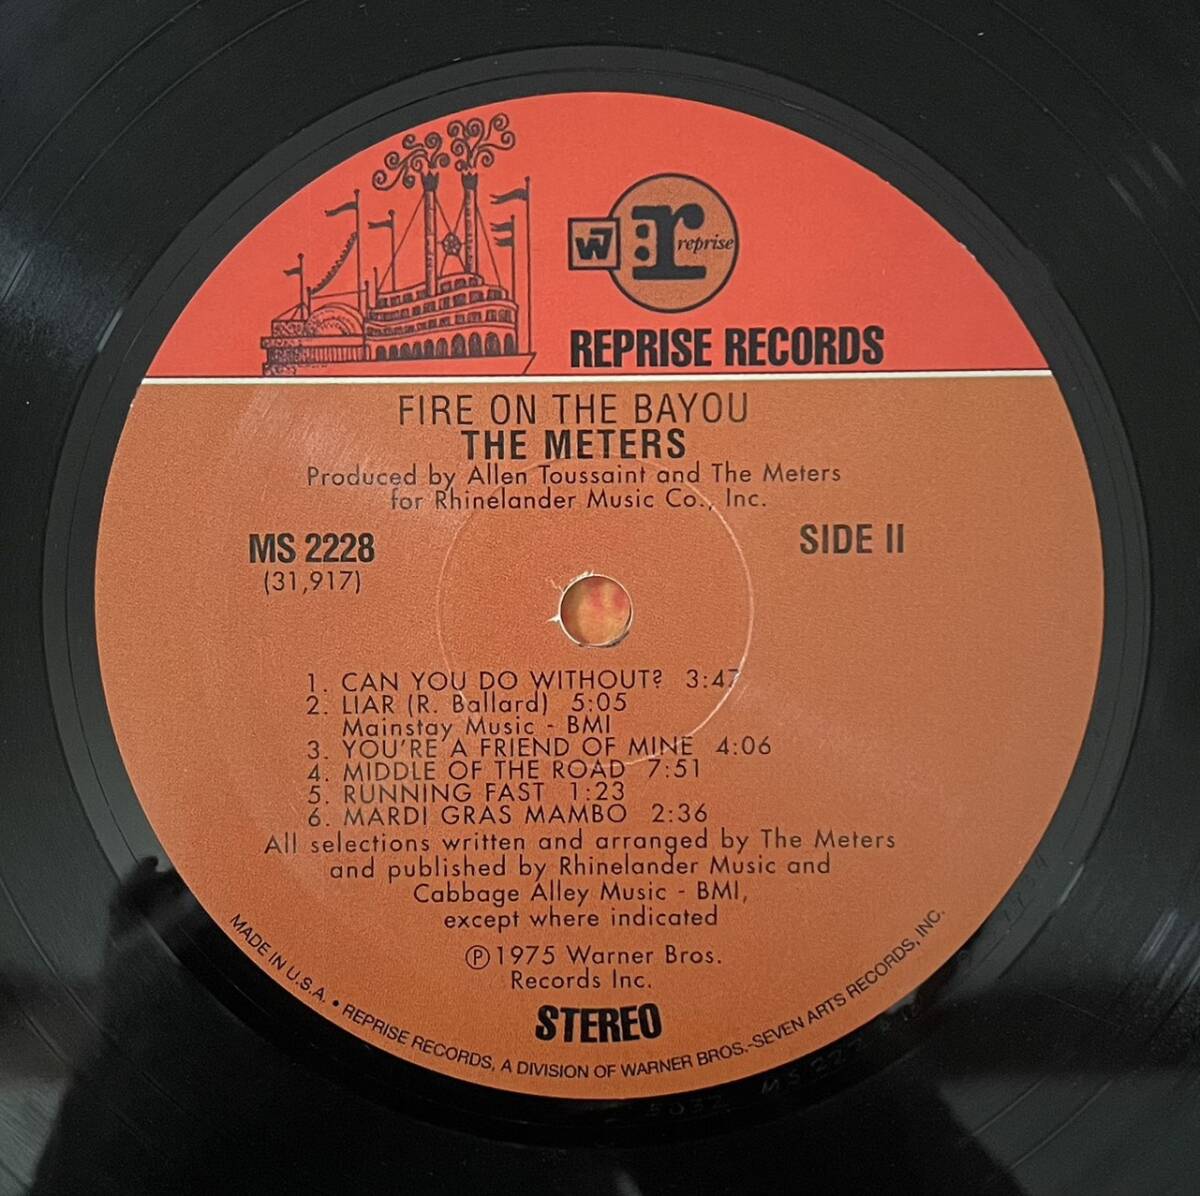 W7
r: reprise
REPRISE RECORDS
FIRE ON THE BAYOU
THE METERS
Produced by Allen Toussaint and The Meters
for Rhinelander Music Co., Inc.
MS 2228
(31,917)
SIDE II
1. CAN YOU DO WITHOUT? 3:47
2. LIAR (R. Ballard) 5:05
Mainstay Music - BMI
3. YOU'RE A FRIEND OF MINE 4:06
4. MIDDLE OF THE ROAD 7:51
5. RUNNING FAST 1:23
6. MARDI GRAS MAMBO 2:36
All selections written and arranged by The Meters
and published by Rhinelander Music and
Cabbage Alley Music - BMI,
except where indicated
Ⓟ 1975 Warner Bros.
Records Inc.
STEREO
MADE IN U.S.A. • REPRISE RECORDS, A DIVISION OF WARNER BROS.-SEVEN ARTS RECORDS, INC.